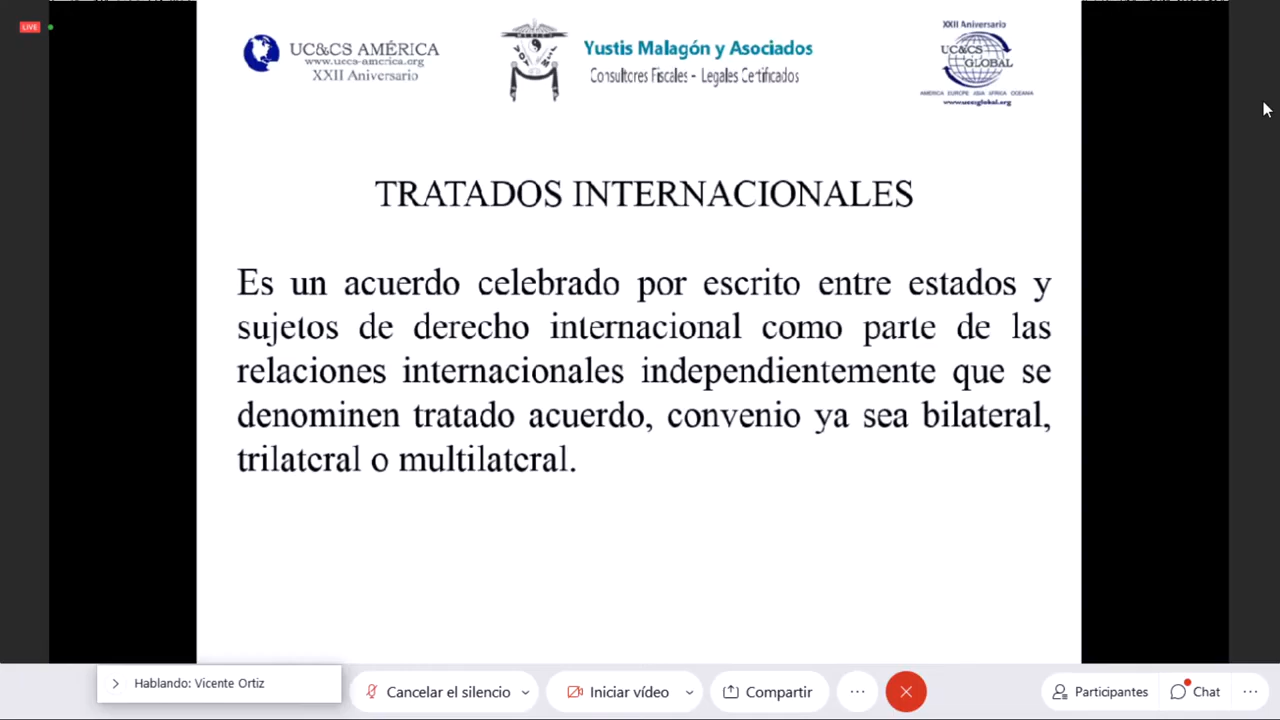 LIVE
UC&CS AMÉRICA
www.uccs-america.org
XXII Aniversario
Yustis Malagón y Asociados
Consultores Fiscales - Legales Certificados
XXII Aniversario
UC&CS
GLOBAL
AMERICA EUROPE ASIA AFRICA OCEANIA
www.uccsglobal.org
TRATADOS INTERNACIONALES
Es un acuerdo celebrado por escrito entre estados y
sujetos de derecho internacional como parte de las
relaciones internacionales independientemente que se
denominen tratado acuerdo, convenio ya sea bilateral,
trilateral o multilateral.
Hablando: Vicente Ortiz
Cancelar el silencio
Iniciar vídeo
Compartir
Participantes
Chat